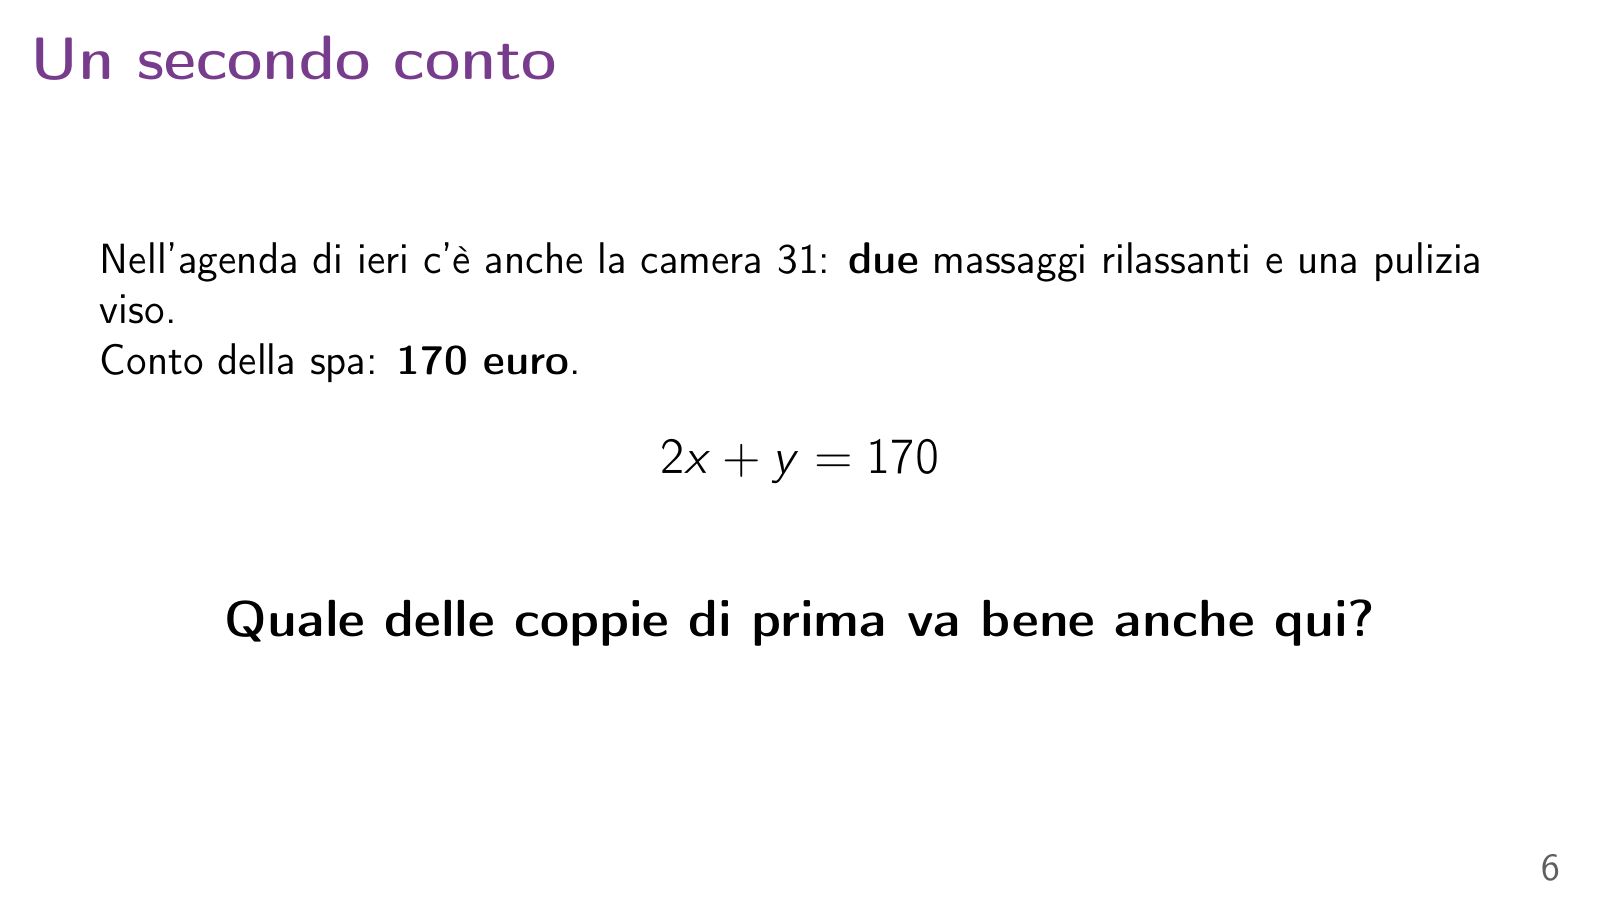 Un secondo conto
Nell'agenda di ieri c'è anche la camera 31: due massaggi rilassanti e una pulizia
viso.
Conto della spa: 170 euro.
2x + y = 170
Quale delle coppie di prima va bene anche qui?
6